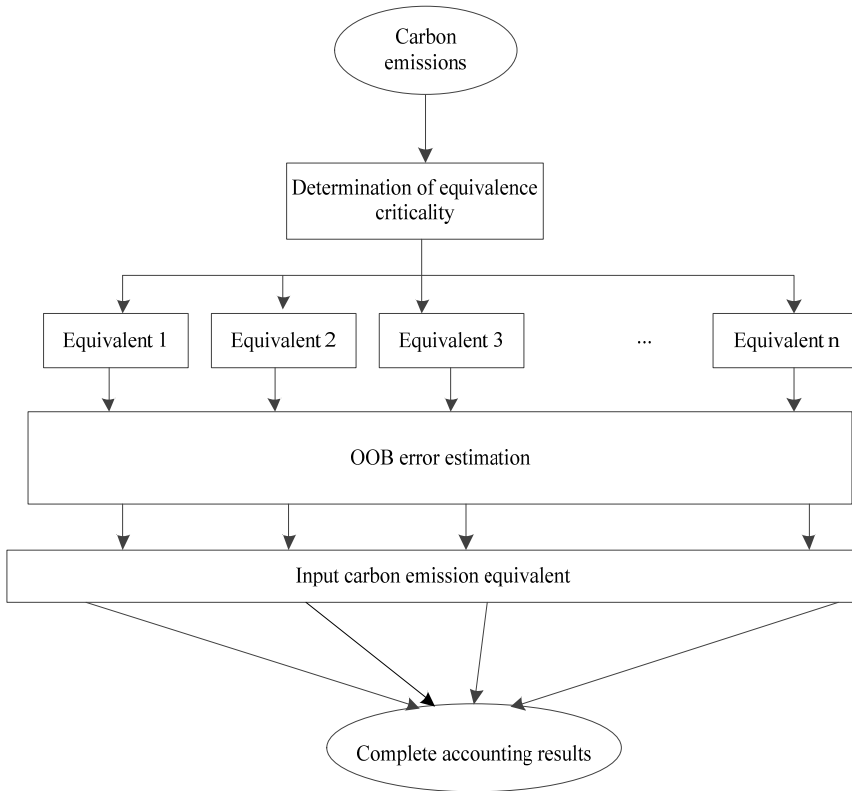 Carbon
emissions
Determination of equivalence
criticality
Equivalent 1
Equivalent 2
Equivalent 3
...
Equivalent n
OOB error estimation
Input carbon emission equivalent
Complete accounting results